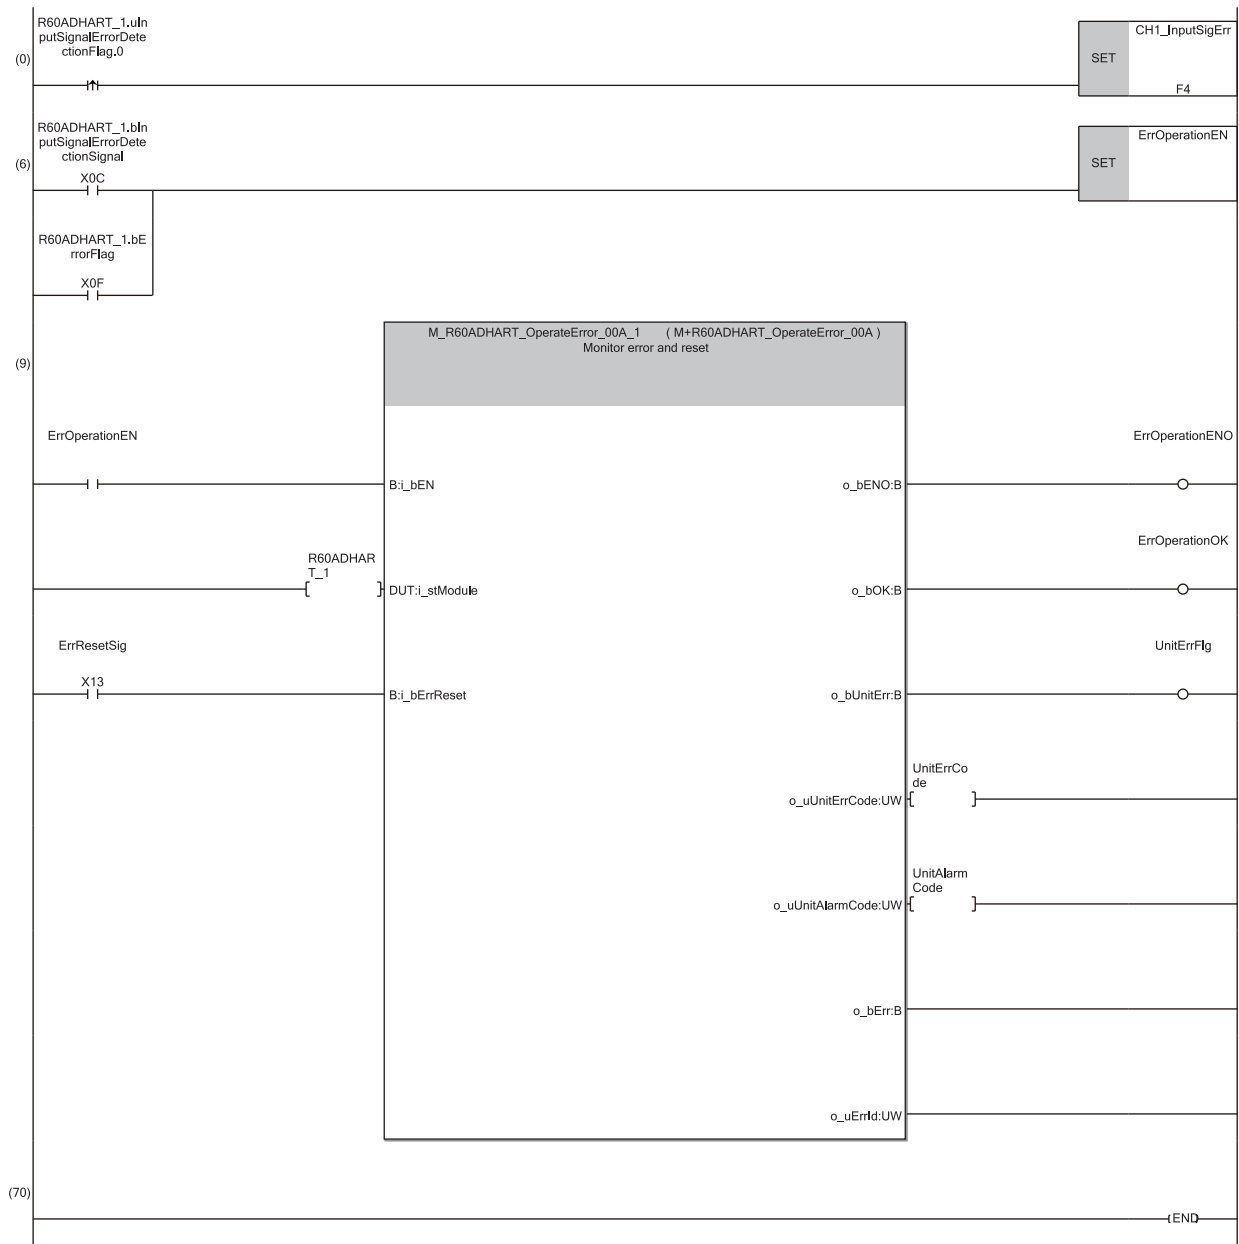 R60ADHART_1.uIn
putSignalErrorDete
ctionFlag.0
CH1_InputSigErr
(0)
SET
F4
R60ADHART_1.bIn
putSignalErrorDete
ctionSignal
ErrOperationEN
(6)
SET
X0C
R60ADHART_1.bE
rrorFlag
X0F
M_R60ADHART_OperateError_00A_1 ( M+R60ADHART_OperateError_00A )
Monitor error and reset
(9)
ErrOperationEN
ErrOperationENO
B:i_bEN
o_bENO:B
ErrOperationOK
R60ADHAR
T_1
DUT:i_stModule
o_bOK:B
ErrResetSig
UnitErrFlg
X13
B:i_bErrReset
o_bUnitErr:B
UnitErrCo
de
o_uUnitErrCode:UW
UnitAlarm
Code
o_uUnitAlarmCode:UW
o_bErr:B
o_uErrId:UW
(70)
END